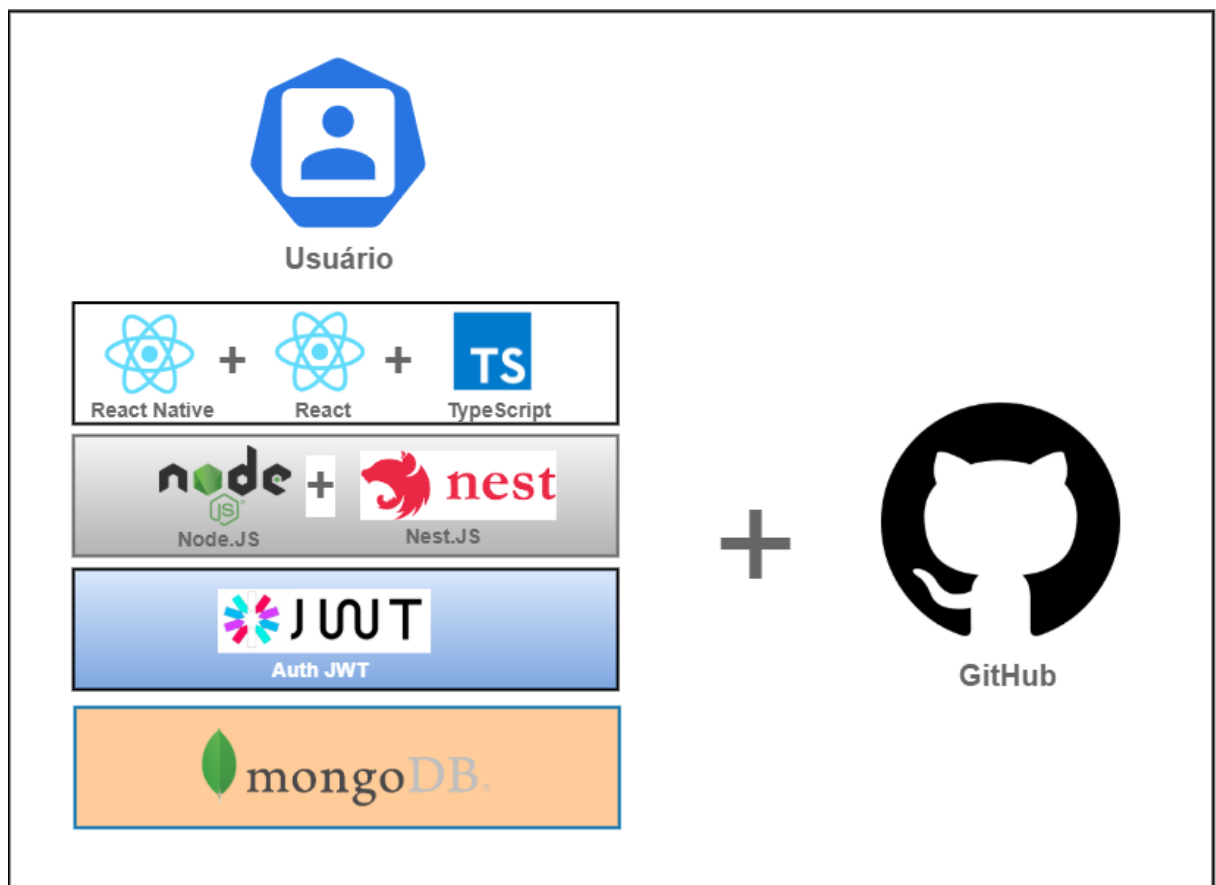 Usuário
+
+
TS
React Native
React
TypeScript
node
JS
+
nest
Node.JS
Nest.JS
+
JWT
Auth JWT
GitHub
mongoDB.